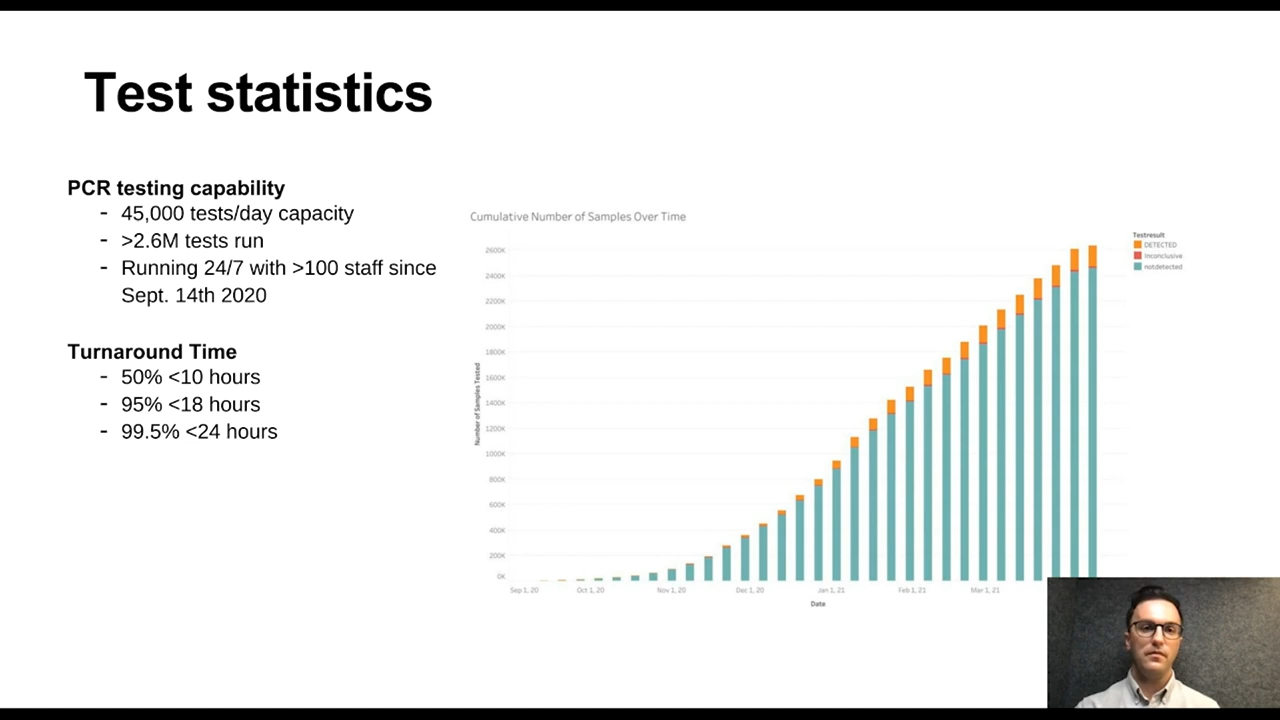 Test statistics
PCR testing capability
- 45,000 tests/day capacity
- >2.6M tests run
- Running 24/7 with >100 staff since
Sept. 14th 2020
Turnaround Time
- 50% <10 hours
- 95% <18 hours
- 99.5% <24 hours
Cumulative Number of Samples Over Time
Number of Samples Tested
2600K
2400K
2200K
2000K
1800K
1600K
1400K
1200K
1000K
800K
600K
400K
200K
0K
Sep 1, 20 Oct 1, 20 Nov 1, 20 Dec 1, 20 Jan 1, 21 Feb 1, 21 Mar 1, 21
Date
Testresult
DETECTED
Inconclusive
notdetected